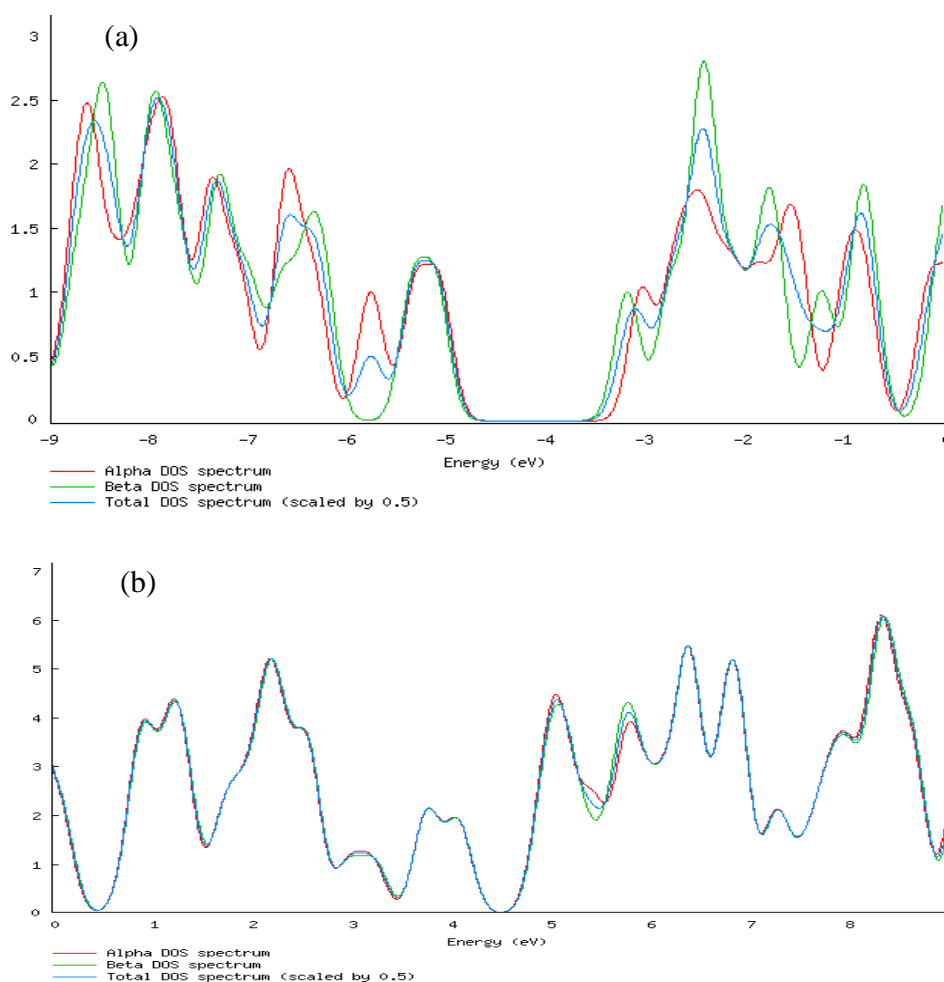 (a)
3
2.5
2
1.5
1
0.5
0
-9 -8 -7 -6 -5 -4 -3 -2 -1
Energy (eV)
Alpha DOS spectrum
Beta DOS spectrum
Total DOS spectrum (scaled by 0.5)
(b)
7
6
5
4
3
2
1
0
0 1 2 3 4 5 6 7 8
Energy (eV)
Alpha DOS spectrum
Beta DOS spectrum
Total DOS spectrum (scaled by 0.5)